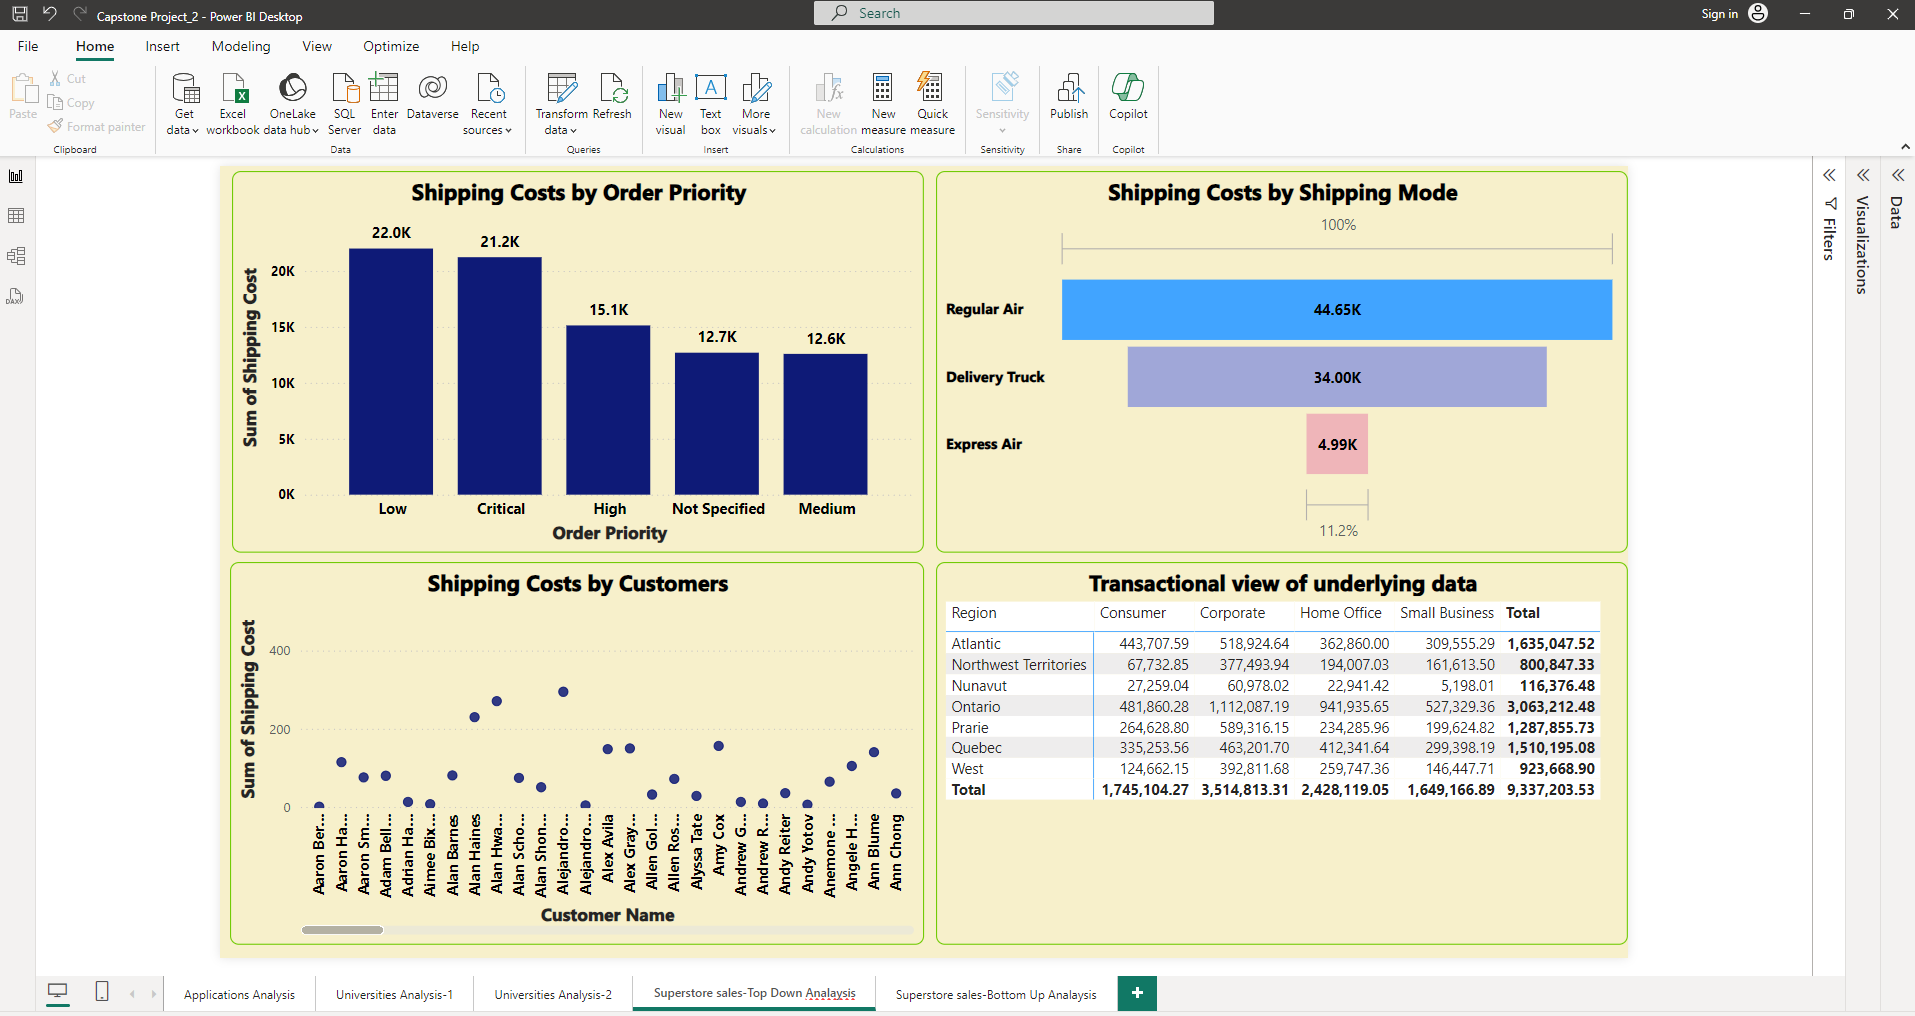 Capstone Project_2 - Power BI Desktop
Search
Sign in
File Home Insert Modeling View Optimize Help
Paste
Cut
Copy
Format painter
Clipboard
Get data
Excel workbook
OneLake data hub
SQL Server
Enter data
Dataverse
Recent sources
Data
Transform data
Refresh
Queries
New visual
Text box
More visuals
Insert
New calculation
New measure
Quick measure
Calculations
Sensitivity
Sensitivity
Publish
Share
Copilot
Copilot
DAX
Shipping Costs by Order Priority
Sum of Shipping Cost
20K
15K
10K
5K
0K
22.0K
21.2K
15.1K
12.7K
12.6K
Low Critical High Not Specified Medium
Order Priority
Shipping Costs by Shipping Mode
100%
Regular Air 44.65K
Delivery Truck 34.00K
Express Air 4.99K
11.2%
Shipping Costs by Customers
Sum of Shipping Cost
400
200
0
Aaron Ber...
Aaron Ha...
Aaron Sm...
Adam Bell...
Adrian Ha...
Aimee Bix...
Alan Barnes
Alan Haines
Alan Hwa...
Alan Scho...
Alan Shon...
Alejandro...
Alejandro...
Alex Avila
Alex Gray...
Allen Gol...
Allen Ros...
Alyssa Tate
Amy Cox
Andrew G...
Andrew R...
Andy Reiter
Andy Yotov
Anemone ...
Angele H...
Ann Blume
Ann Chong
Customer Name
Transactional view of underlying data
Region Consumer Corporate Home Office Small Business Total
Atlantic 443,707.59 518,924.64 362,860.00 309,555.29 1,635,047.52
Northwest Territories 67,732.85 377,493.94 194,007.03 161,613.50 800,847.33
Nunavut 27,259.04 60,978.02 22,941.42 5,198.01 116,376.48
Ontario 481,860.28 1,112,087.19 941,935.65 527,329.36 3,063,212.48
Prarie 264,628.80 589,316.15 234,285.96 199,624.82 1,287,855.73
Quebec 335,253.56 463,201.70 412,341.64 299,398.19 1,510,195.08
West 124,662.15 392,811.68 259,747.36 146,447.71 923,668.90
Total 1,745,104.27 3,514,813.31 2,428,119.05 1,649,166.89 9,337,203.53
Filters
Visualizations
Data
Applications Analysis
Universities Analysis-1
Universities Analysis-2
Superstore sales-Top Down Analaysis
Superstore sales-Bottom Up Analaysis